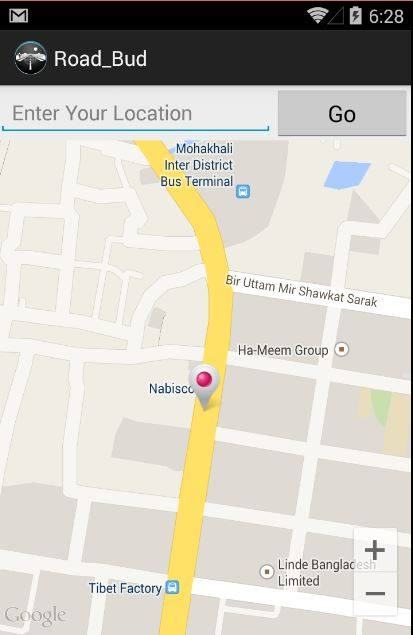 6:28
Road_Bud
Enter Your Location
Go
Mohakhali
Inter District
Bus Terminal
Bir Uttam Mir Shawkat Sarak
Ha-Meem Group
Nabisco
Linde Bangladesh
Limited
Tibet Factory
+
−
Google